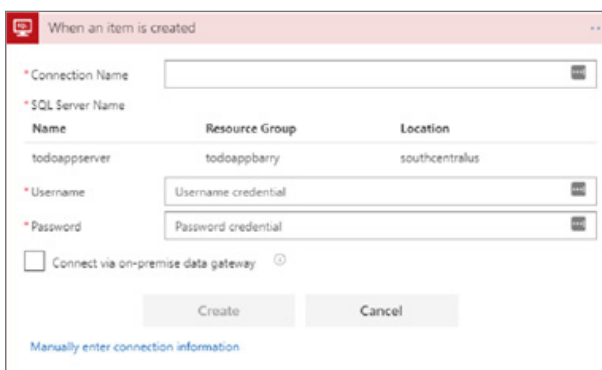 When an item is created
* Connection Name
* SQL Server Name
Name Resource Group Location
todoappserver todoappbarry southcentralus
* Username Username credential
* Password Password credential
Connect via on-premise data gateway
Create Cancel
Manually enter connection information